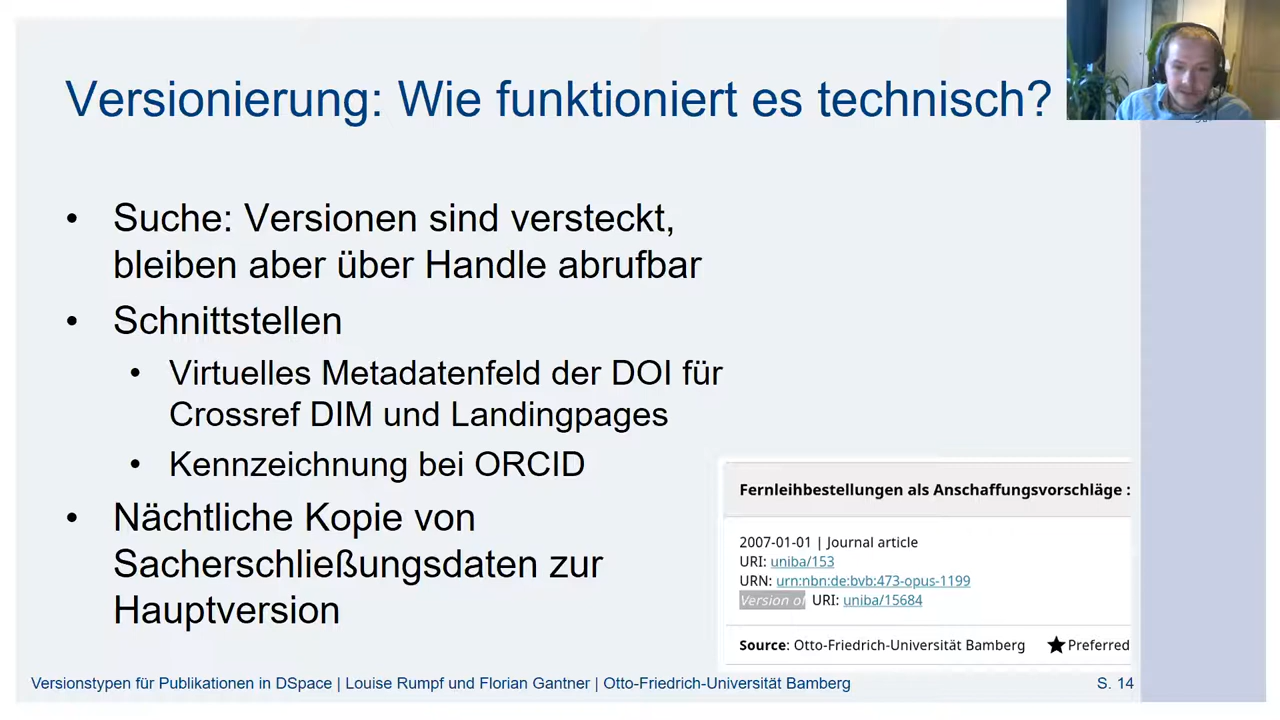 Versionierung: Wie funktioniert es technisch?
• Suche: Versionen sind versteckt,
bleiben aber über Handle abrufbar
• Schnittstellen
• Virtuelles Metadatenfeld der DOI für
Crossref DIM und Landingpages
• Kennzeichnung bei ORCID
• Nächtliche Kopie von
Sacherschließungsdaten zur
Hauptversion
Fernleihbestellungen als Anschaffungsvorschläge :
2007-01-01 | Journal article
URI: uniba/153
URN: urn:nbn:de:bvb:473-opus-1199
Version of URI: uniba/15684
Source: Otto-Friedrich-Universität Bamberg ★ Preferred
Versionstypen für Publikationen in DSpace | Louise Rumpf und Florian Gantner | Otto-Friedrich-Universität Bamberg S. 14